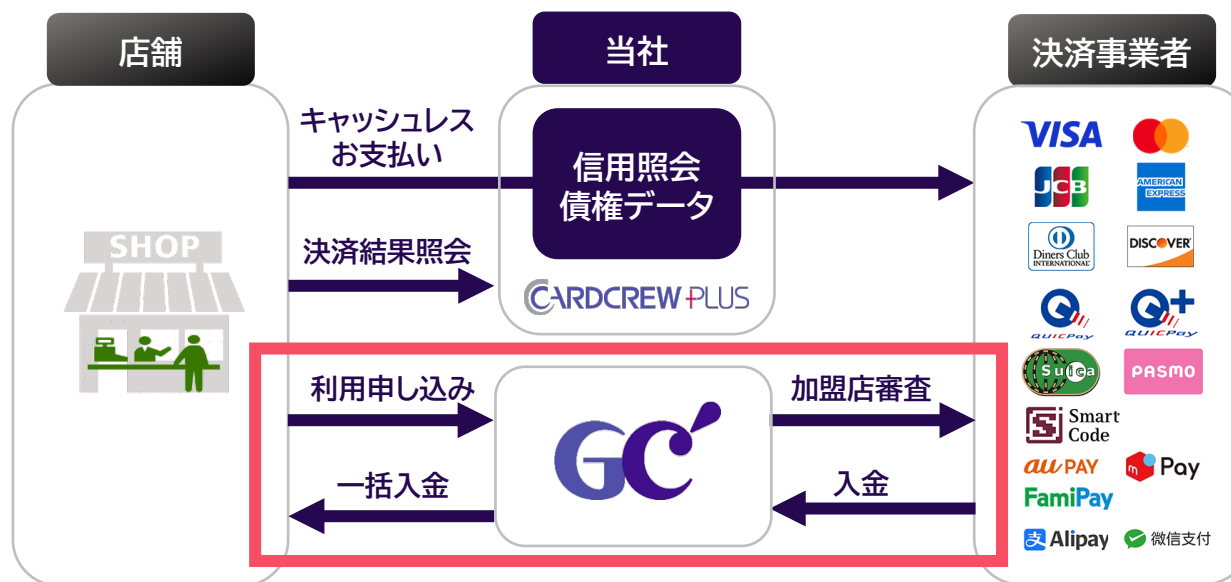 店舗
当社
決済事業者
キャッシュレス
お支払い
信用照会
債権データ
決済結果照会
CARDCREW PLUS
SHOP
利用申し込み
加盟店審査
GC
一括入金
入金
VISA
JCB
AMERICAN
EXPRESS
Diners Club
INTERNATIONAL
DISCOVER
QUICPay
Q+
QUICPay
Suica
PASMO
Smart
Code
au PAY
m Pay
FamiPay
支 Alipay
微信支付